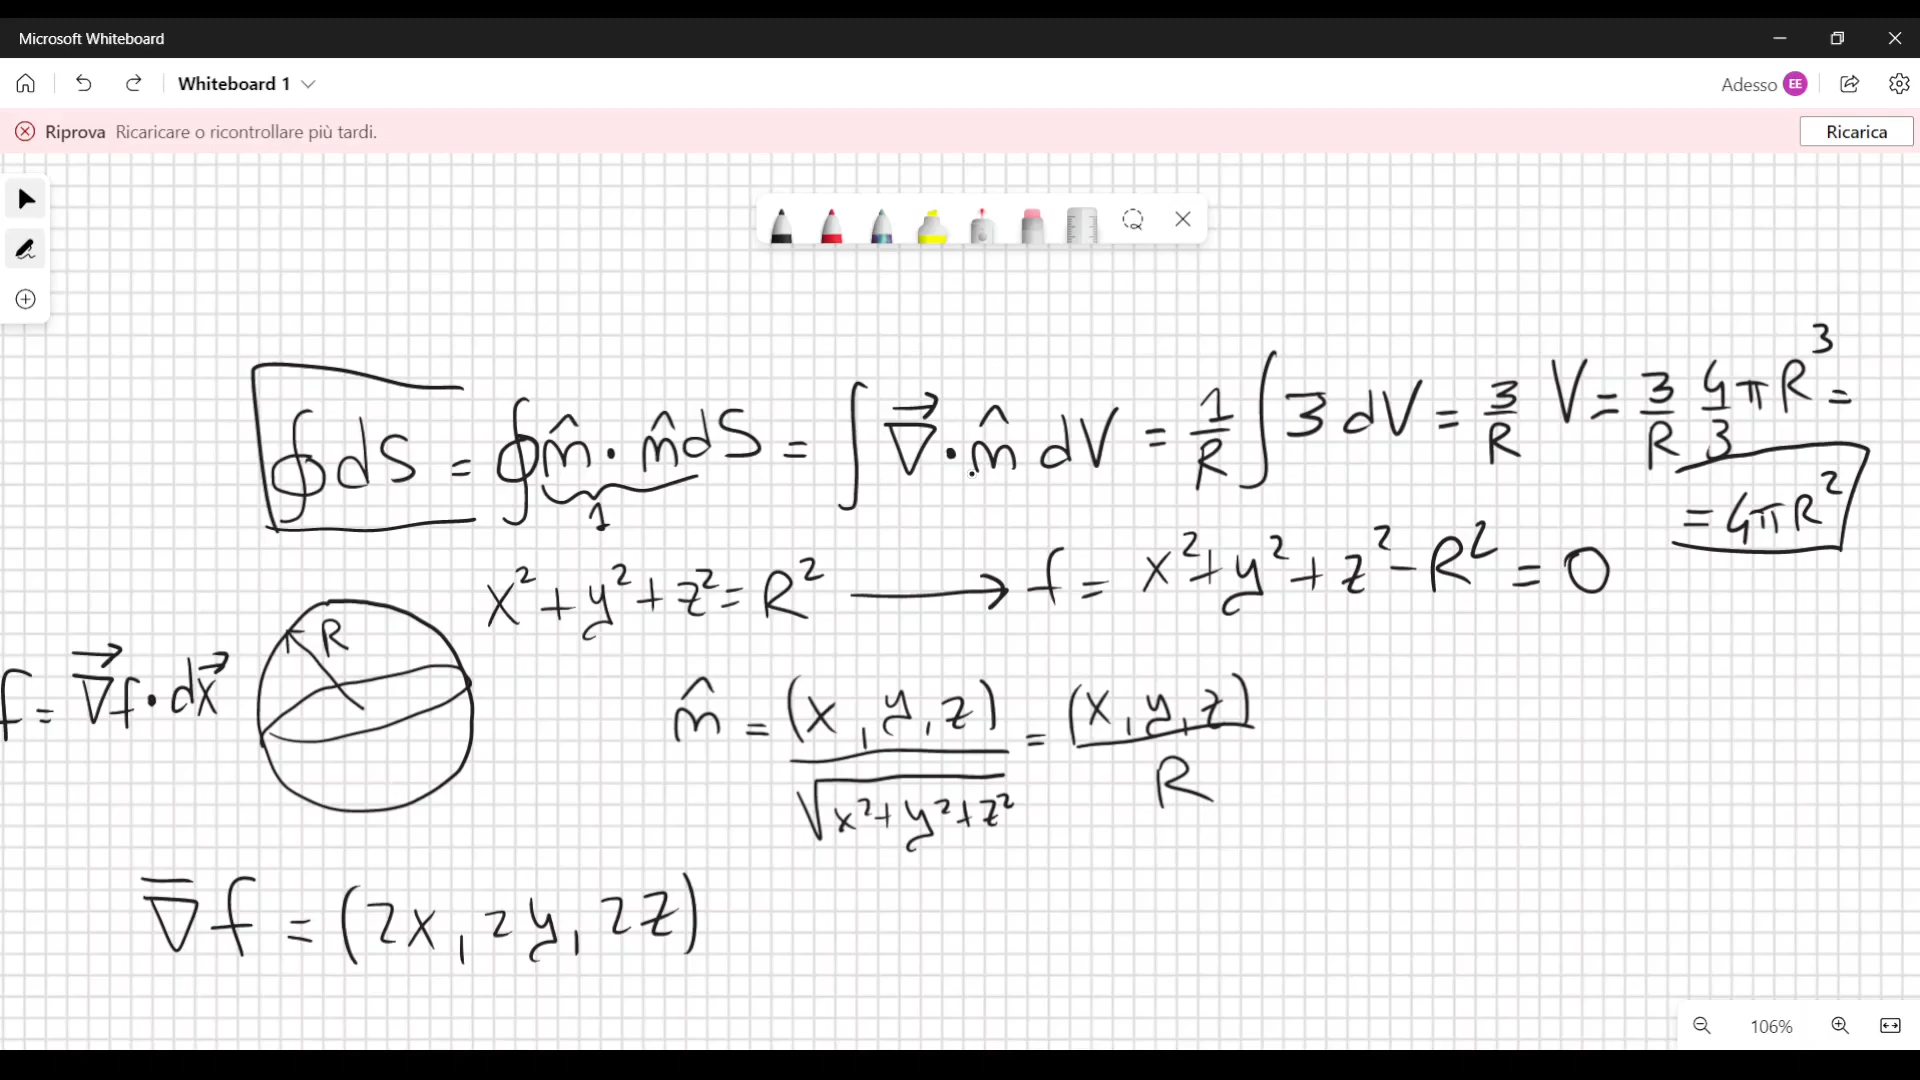 Microsoft Whiteboard
Whiteboard 1
Adesso EE
Riprova Ricaricare o ricontrollare più tardi.
Ricarica
∮dS = ∮n̂·n̂dS = ∫∇⃗·n̂ dV = 1/R ∫3 dV = 3/R V = 3/R 4/3 πR³ =
1
= 4πR²
x²+y²+z²=R² ⟶ f = x²+y²+z²-R² = 0
R
f = ∇⃗f·dx⃗
n̂ = (x,y,z)/√x²+y²+z² = (x,y,z)/R
∇̅f = (2x,2y,2z)
106%